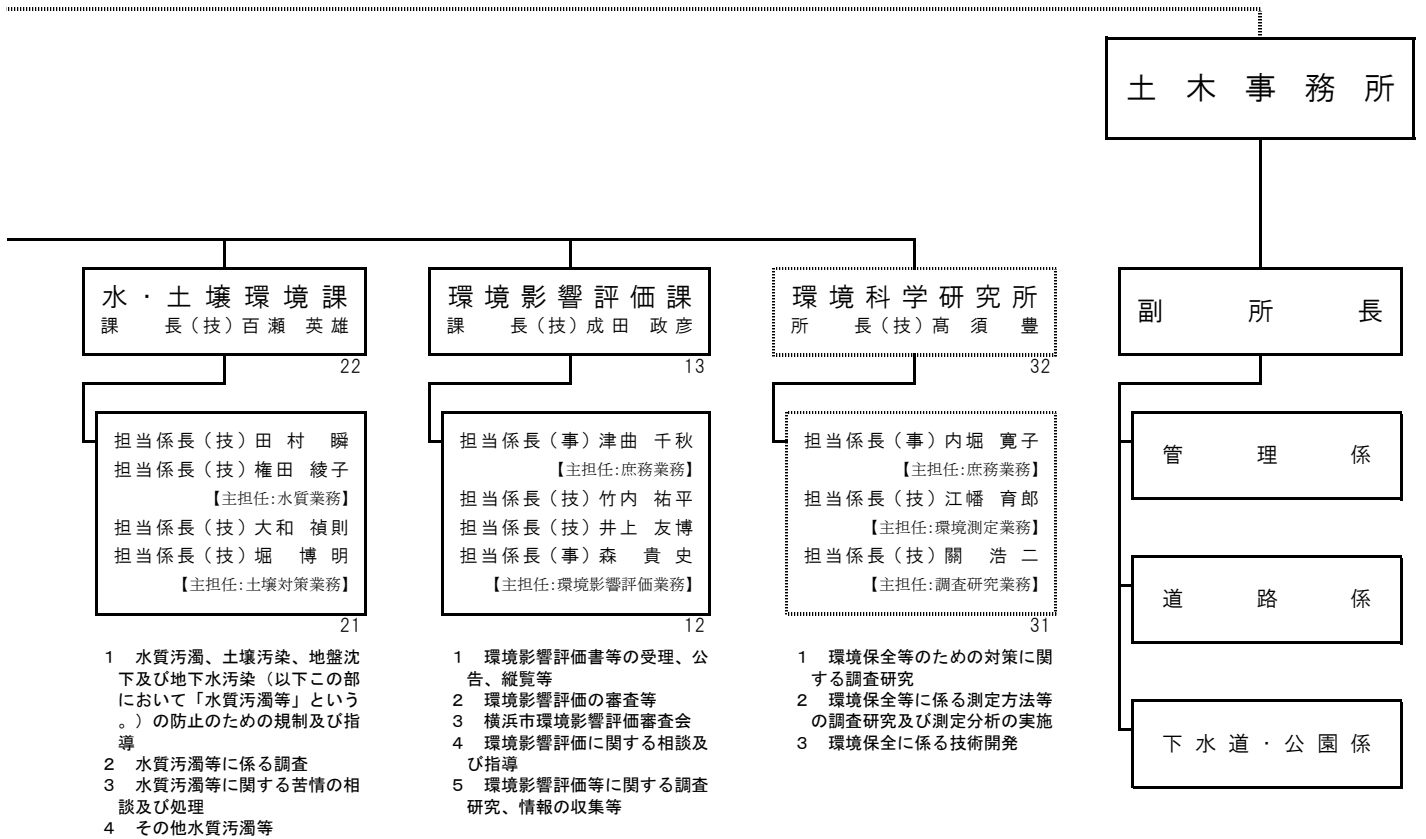 土木事務所
水・土壌環境課
課　長(技)百瀬 英雄
22
環境影響評価課
課　長(技)成田 政彦
13
環境科学研究所
所　長(技)髙須 豊
32
副所長
担当係長(技)田村 瞬
担当係長(技)権田 綾子
【主担任:水質業務】
担当係長(技)大和 禎則
担当係長(技)堀 博明
【主担任:土壌対策業務】
21
担当係長(事)津曲 千秋
【主担任:庶務業務】
担当係長(技)竹内 祐平
担当係長(技)井上 友博
担当係長(事)森 貴史
【主担任:環境影響評価業務】
12
担当係長(事)内堀 寛子
【主担任:庶務業務】
担当係長(技)江幡 育郎
【主担任:環境測定業務】
担当係長(技)關 浩二
【主担任:調査研究業務】
31
管理係
道路係
下水道・公園係
1　水質汚濁、土壌汚染、地盤沈
下及び地下水汚染（以下この部
において「水質汚濁等」という
。）の防止のための規制及び指
導
2　水質汚濁等に係る調査
3　水質汚濁等に関する苦情の相
談及び処理
4　その他水質汚濁等
1　環境影響評価書等の受理、公
告、縦覧等
2　環境影響評価の審査等
3　横浜市環境影響評価審査会
4　環境影響評価に関する相談及
び指導
5　環境影響評価等に関する調査
研究、情報の収集等
1　環境保全等のための対策に関
する調査研究
2　環境保全等に係る測定方法等
の調査研究及び測定分析の実施
3　環境保全に係る技術開発